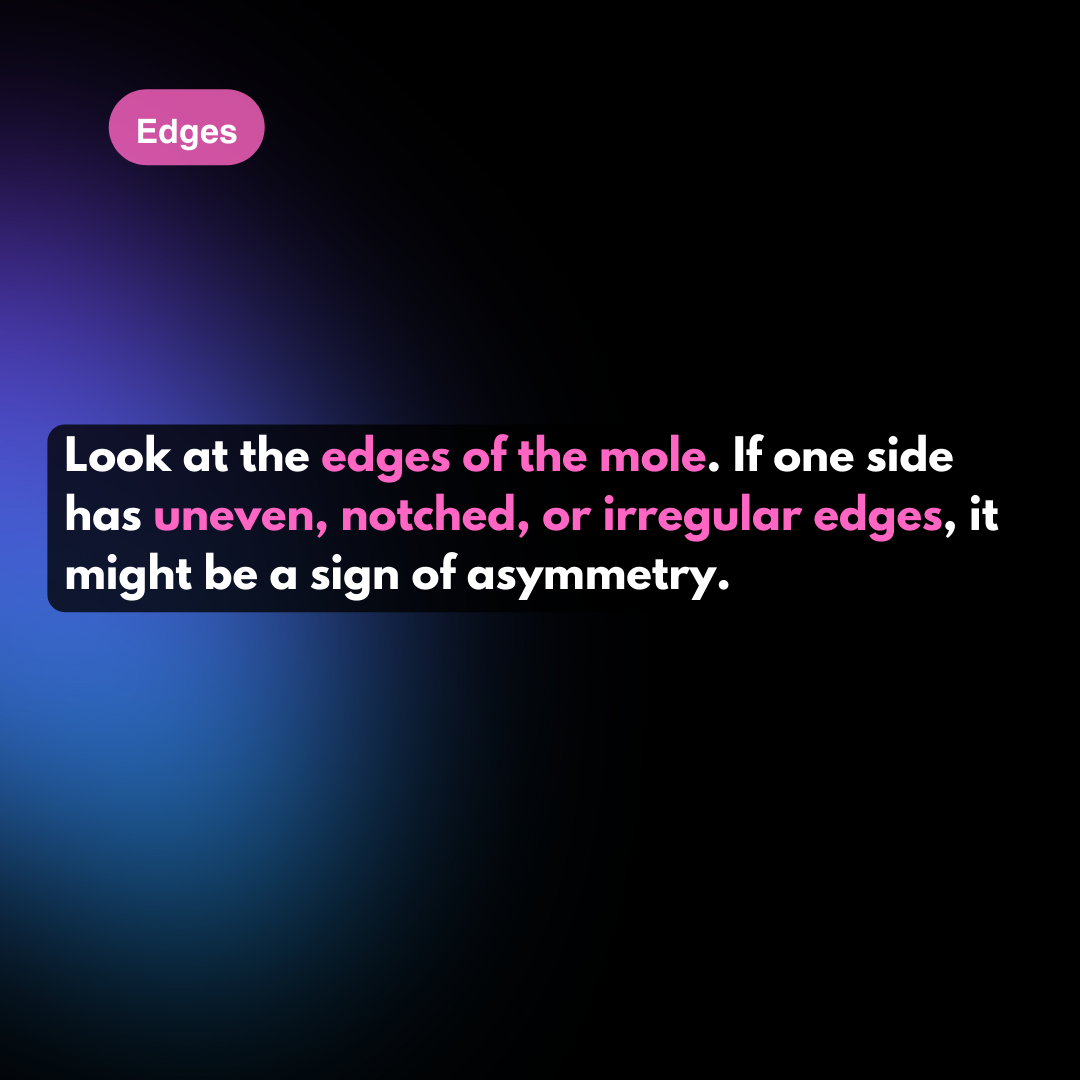 Edges
Look at the edges of the mole. If one side
has uneven, notched, or irregular edges, it
might be a sign of asymmetry.